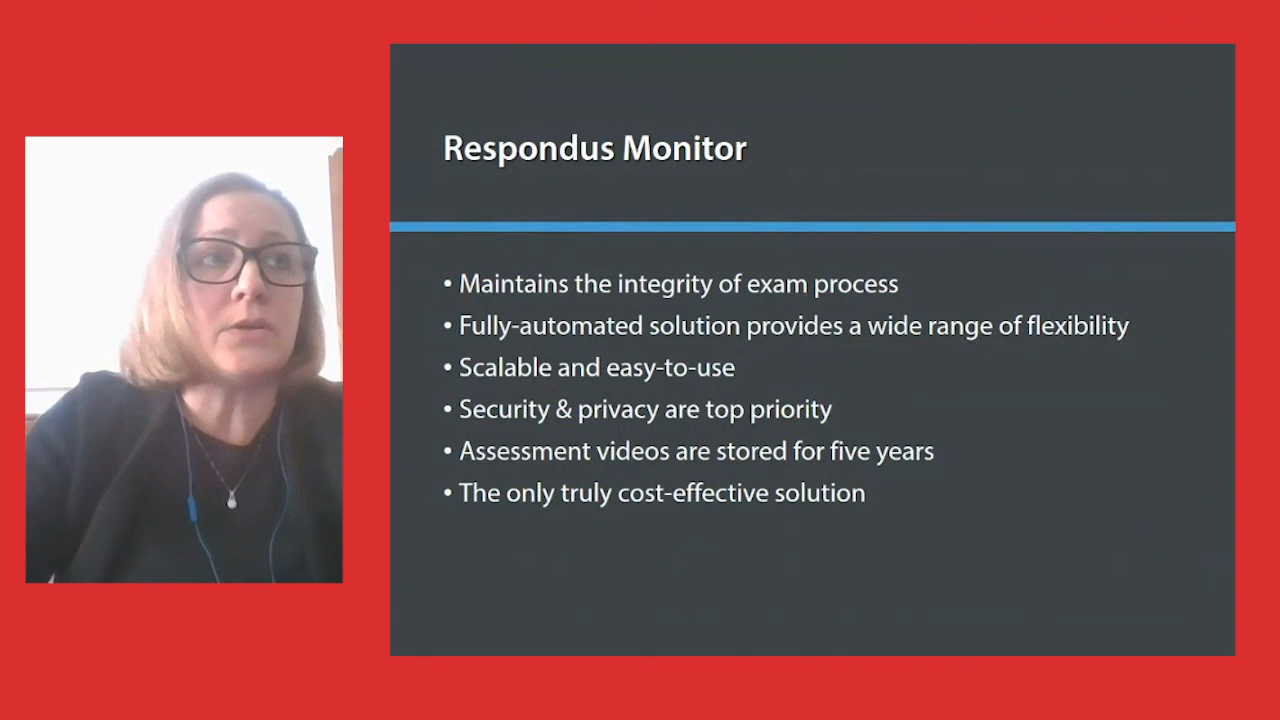 Respondus Monitor
• Maintains the integrity of exam process
• Fully-automated solution provides a wide range of flexibility
• Scalable and easy-to-use
• Security & privacy are top priority
• Assessment videos are stored for five years
• The only truly cost-effective solution